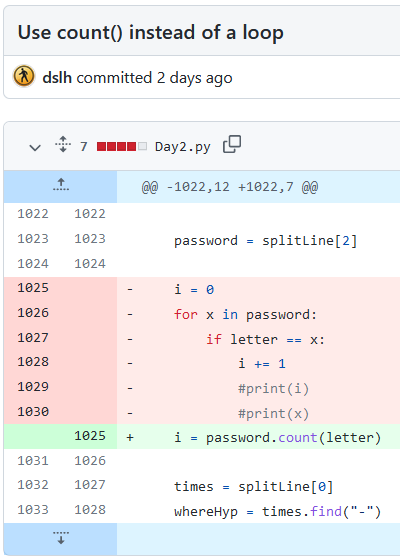 Use count() instead of a loop
dslh committed 2 days ago
7 Day2.py
@@ -1022,12 +1022,7 @@
1022 1022
1023 1023 password = splitLine[2]
1024 1024
1025 - i = 0
1026 - for x in password:
1027 - if letter == x:
1028 - i += 1
1029 - #print(i)
1030 - #print(x)
1025 + i = password.count(letter)
1031 1026
1032 1027 times = splitLine[0]
1033 1028 whereHyp = times.find("-")